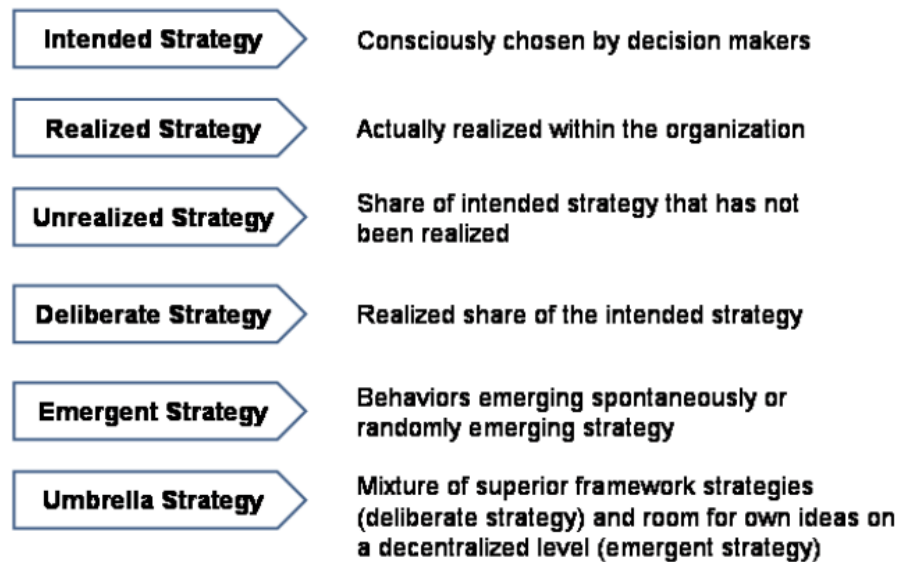 Intended Strategy
Consciously chosen by decision makers
Realized Strategy
Actually realized within the organization
Unrealized Strategy
Share of intended strategy that has not
been realized
Deliberate Strategy
Realized share of the intended strategy
Emergent Strategy
Behaviors emerging spontaneously or
randomly emerging strategy
Umbrella Strategy
Mixture of superior framework strategies
(deliberate strategy) and room for own ideas on
a decentralized level (emergent strategy)